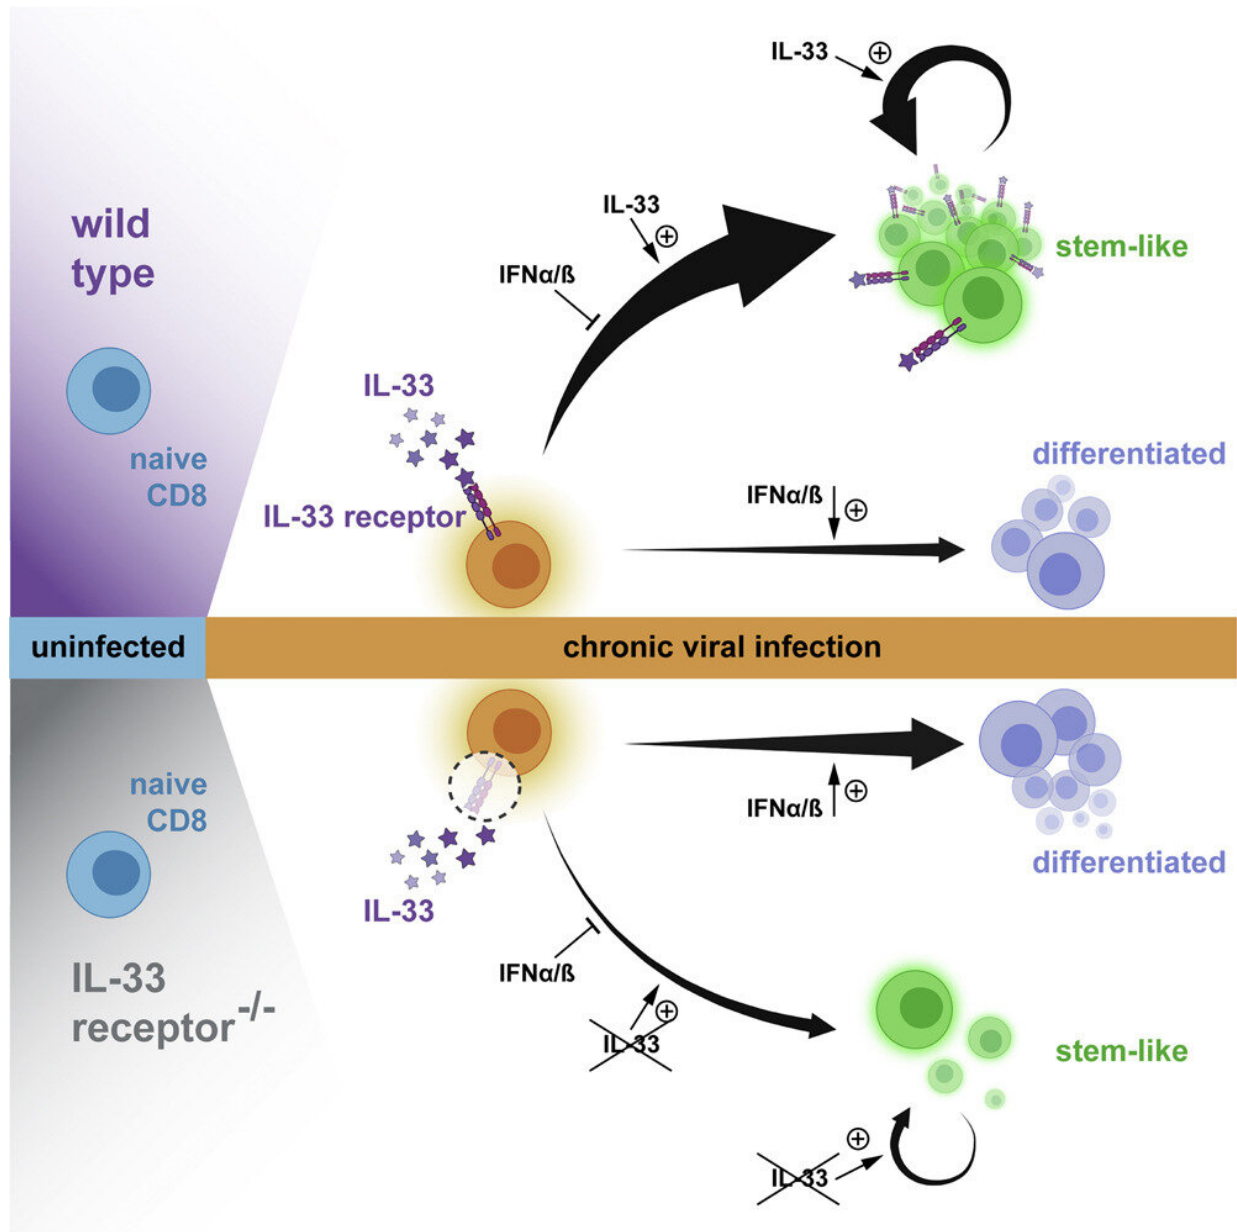 IL-33
⊕
IL-33
⊕
IFNα/ß
wild
type
stem-like
IL-33
naive
CD8
IL-33 receptor
differentiated
IFNα/ß
⊕
uninfected
chronic viral infection
naive
CD8
IL-33
receptor-/-
IL-33
IFNα/ß
⊕
differentiated
IFNα/ß
⊕
IL-33
stem-like
⊕
IL-33